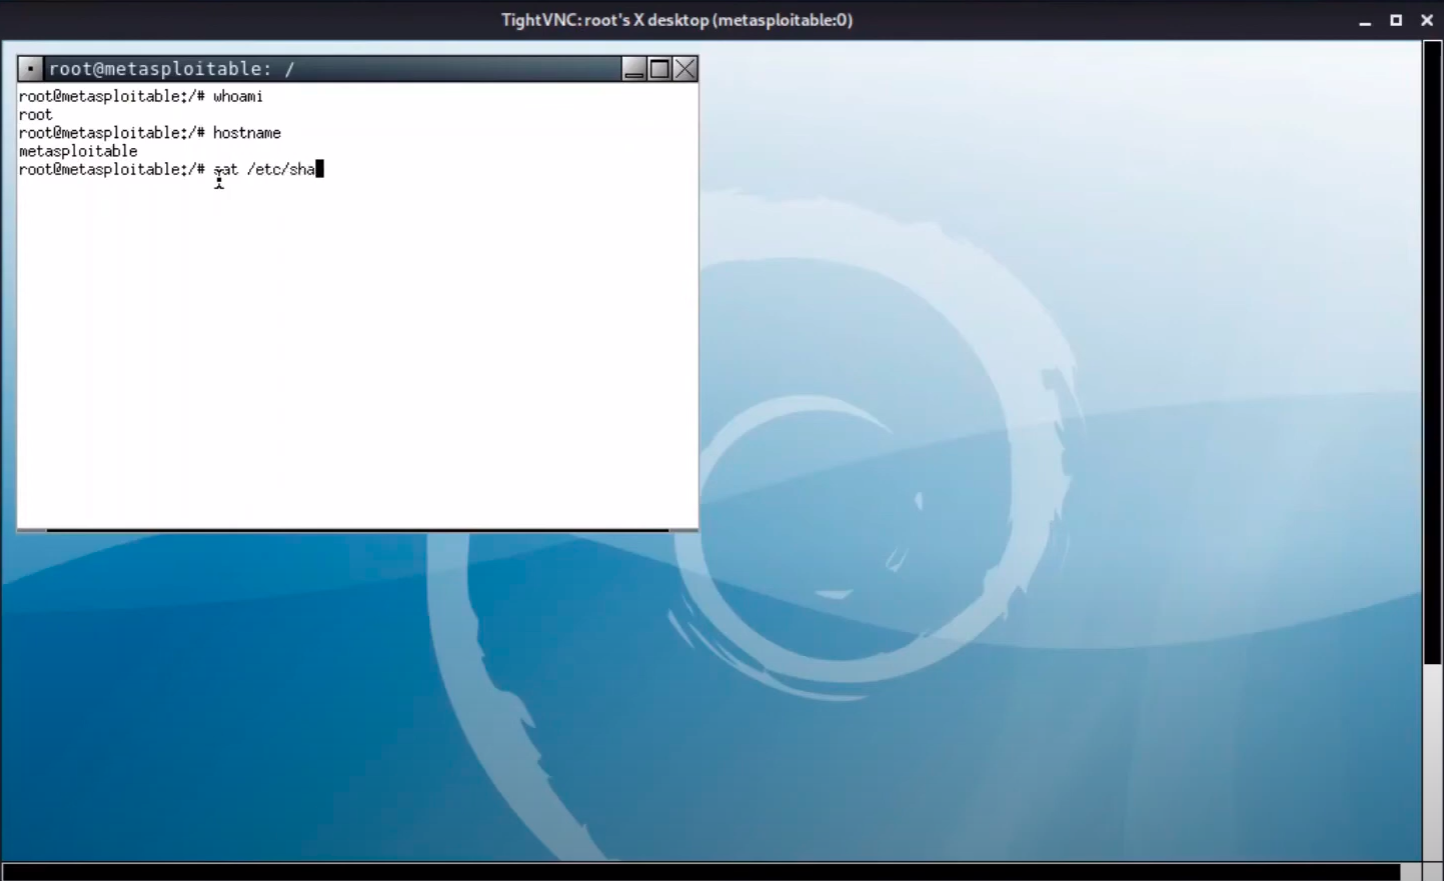 TightVNC: root's X desktop (metasploitable:0)
root@metasploitable: /
root@metasploitable:/# whoami
root
root@metasploitable:/# hostname
metasploitable
root@metasploitable:/# cat /etc/sha